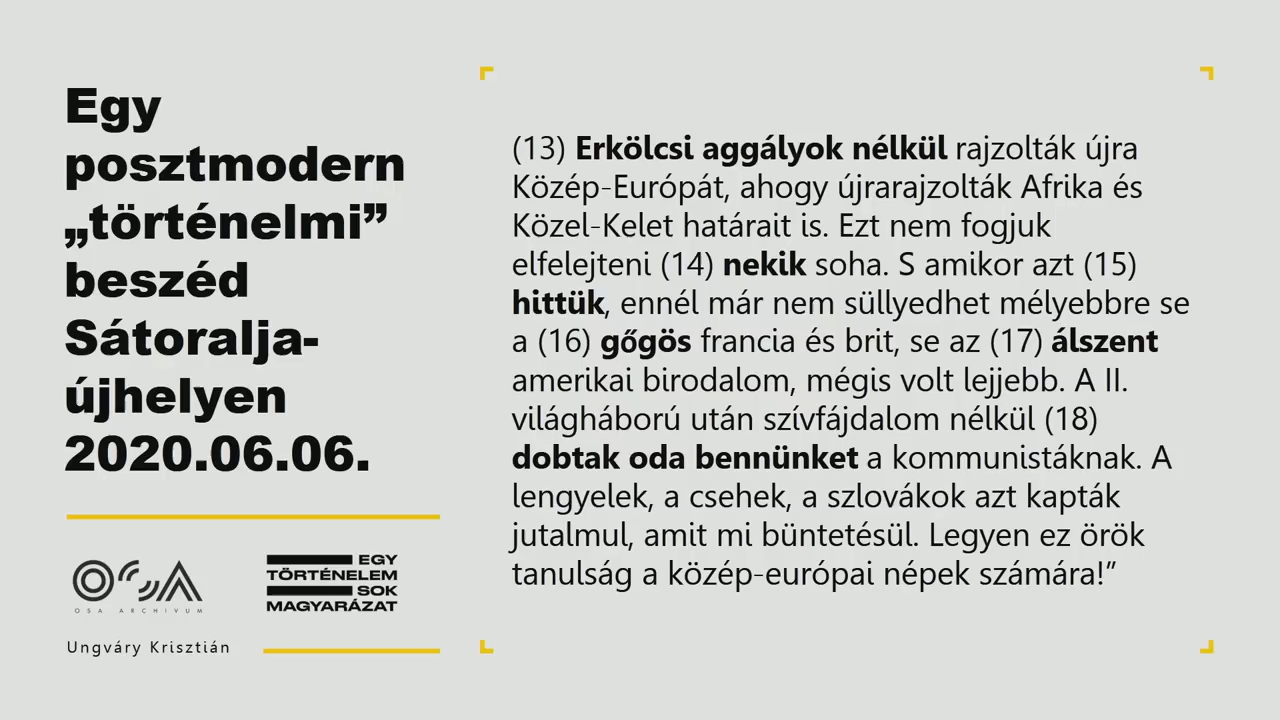 Egy
posztmodern
„történelmi”
beszéd
Sátoralja-
újhelyen
2020.06.06.
OSA ARCHIVUM
EGY
TÖRTÉNELEM
SOK
MAGYARÁZAT
Ungváry Krisztián
(13) Erkölcsi aggályok nélkül rajzolták újra
Közép-Európát, ahogy újrarajzolták Afrika és
Közel-Kelet határait is. Ezt nem fogjuk
elfelejteni (14) nekik soha. S amikor azt (15)
hittük, ennél már nem süllyedhet mélyebbre se
a (16) gőgös francia és brit, se az (17) álszent
amerikai birodalom, mégis volt lejjebb. A II.
világháború után szívfájdalom nélkül (18)
dobtak oda bennünket a kommunistáknak. A
lengyelek, a csehek, a szlovákok azt kapták
jutalmul, amit mi büntetésül. Legyen ez örök
tanulság a közép-európai népek számára!”